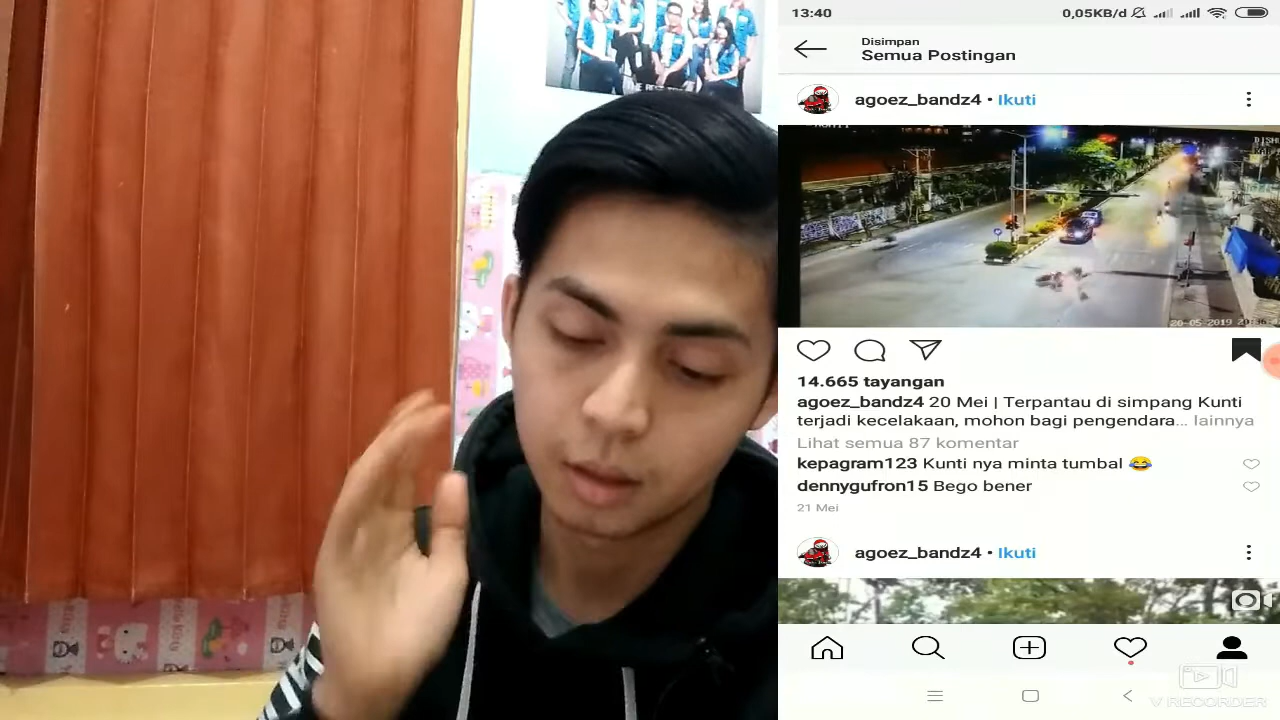 THE BEST
13:40
0,05KB/d
Disimpan
Semua Postingan
agoez_bandz4 • Ikuti
20-05-2019
14.665 tayangan
agoez_bandz4 20 Mei | Terpantau di simpang Kunti
terjadi kecelakaan, mohon bagi pengendara... lainnya
Lihat semua 87 komentar
kepagram123 Kunti nya minta tumbal 😂
dennygufron15 Bego bener
21 Mei
agoez_bandz4 • Ikuti
V RECORDER